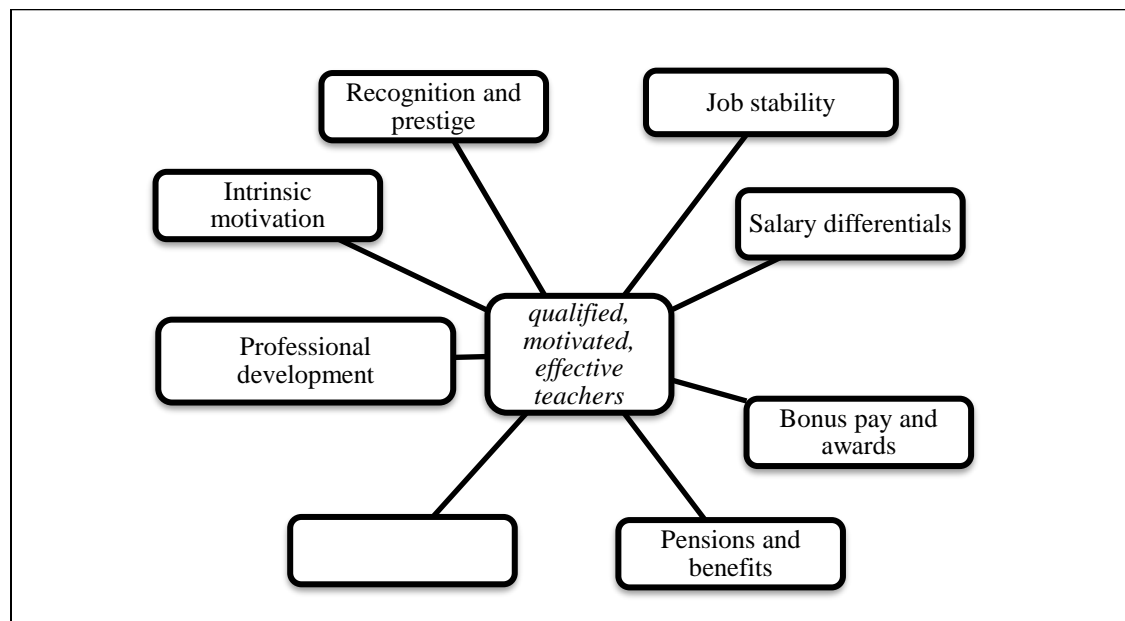 Recognition and
prestige
Job stability
Intrinsic
motivation
Salary differentials
qualified,
motivated,
effective
teachers
Professional
development
Bonus pay and
awards
Pensions and
benefits